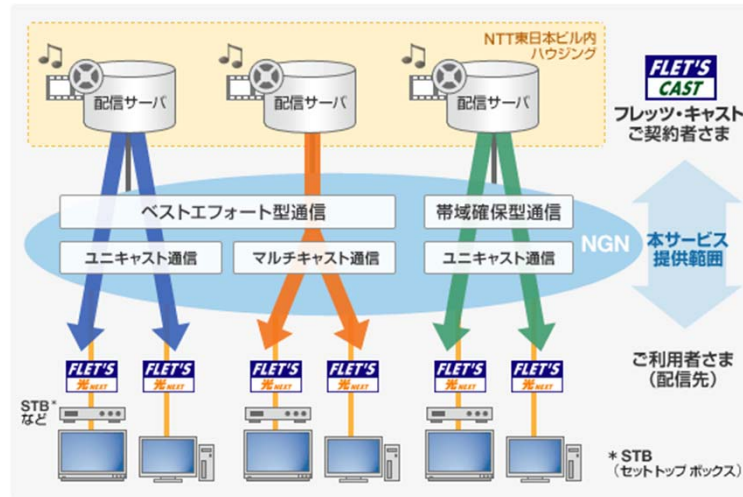 NTT東日本ビル内
ハウジング
配信サーバ
配信サーバ
配信サーバ
FLET'S
CAST
フレッツ・キャスト
ご契約者さま
ベストエフォート型通信
帯域確保型通信
NGN
本サービス
提供範囲
ユニキャスト通信
マルチキャスト通信
ユニキャスト通信
FLET'S
光NEXT
FLET'S
光NEXT
FLET'S
光NEXT
FLET'S
光NEXT
FLET'S
光NEXT
FLET'S
光NEXT
ご利用者さま
(配信先)
STB*
など
* STB
(セットトップボックス)